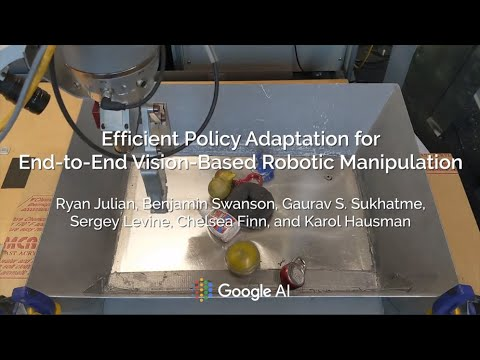 Efficient Policy Adaptation for
End-to-End Vision-Based Robotic Manipulation
Ryan Julian, Benjamin Swanson, Gaurav S. Sukhatme,
Sergey Levine, Chelsea Finn, and Karol Hausman
Google AI